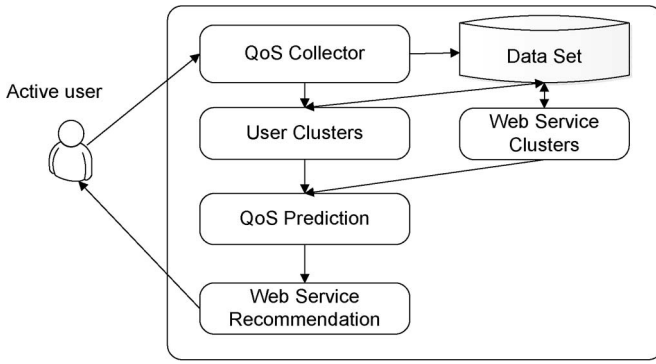 QoS Collector
Data Set
Active user
User Clusters
Web Service
Clusters
QoS Prediction
Web Service
Recommendation